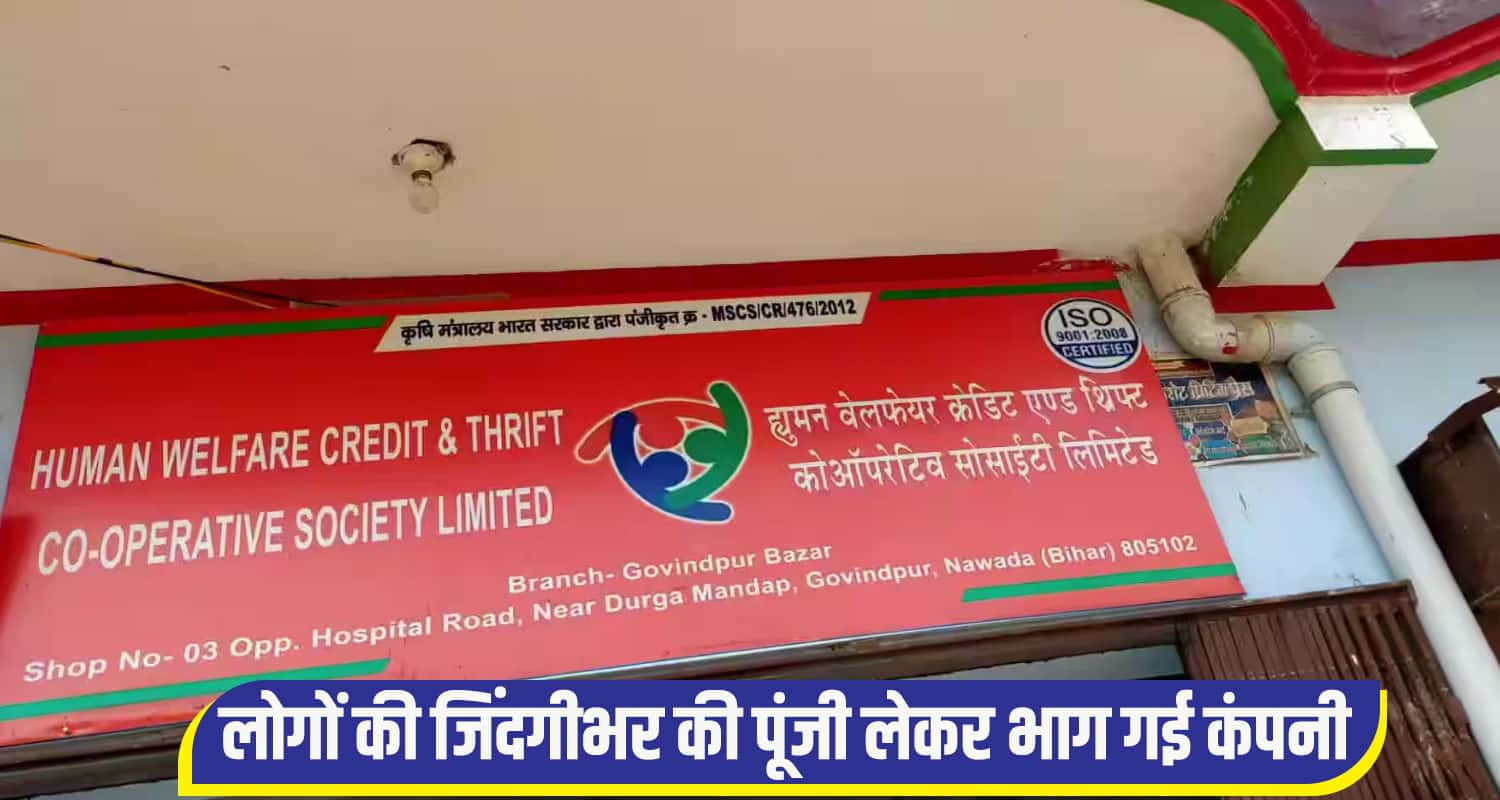 कृषि मंत्रालय भारत सरकार द्वारा पंजीकृत क्र - MSCS/CR/476/2012
ISO
9001:2008
CERTIFIED
HUMAN WELFARE CREDIT & THRIFT
CO-OPERATIVE SOCIETY LIMITED
ह्युमन वेलफेयर क्रेडिट एण्ड थ्रिफ्ट
कोऑपरेटिव सोसाईटी लिमिटेड
Branch- Govindpur Bazar
Shop No- 03 Opp. Hospital Road, Near Durga Mandap, Govindpur, Nawada (Bihar) 805102
प्रिंटिंग प्रेस
लोगों की जिंदगीभर की पूंजी लेकर भाग गई कंपनी